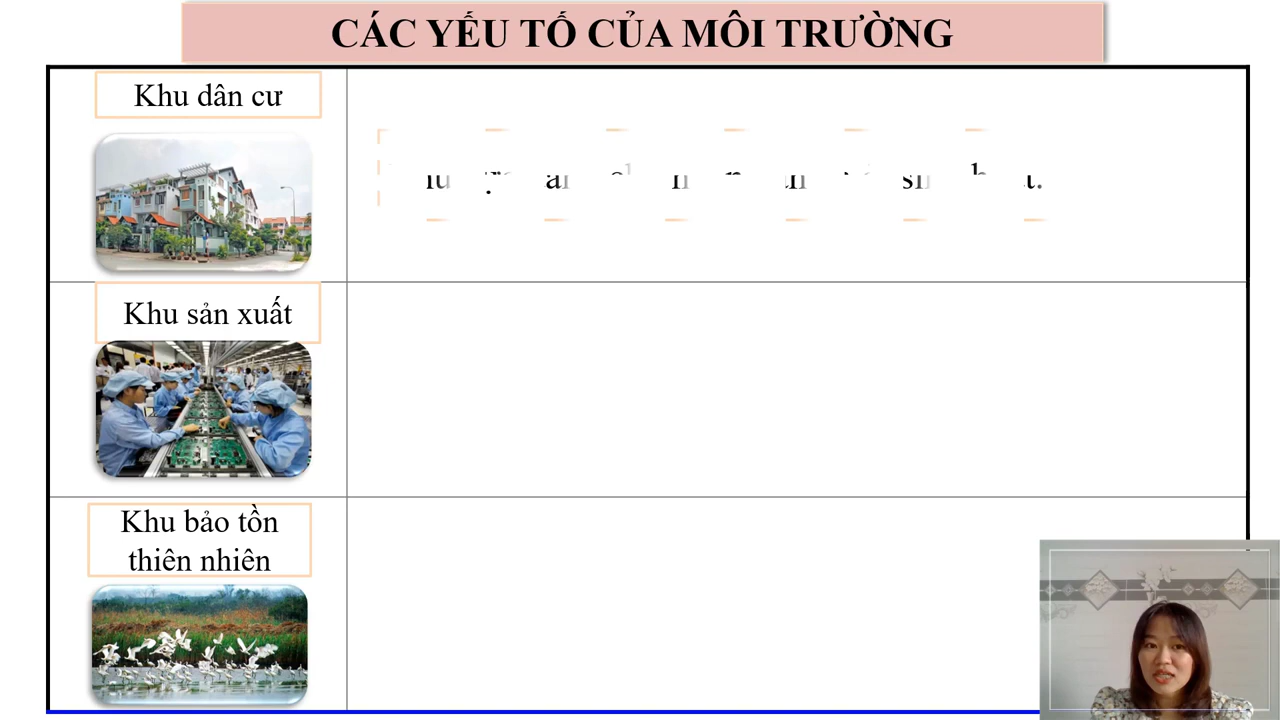 CÁC YẾU TỐ CỦA MÔI TRƯỜNG
Khu dân cư
Khu sản xuất
Khu bảo tồn
thiên nhiên